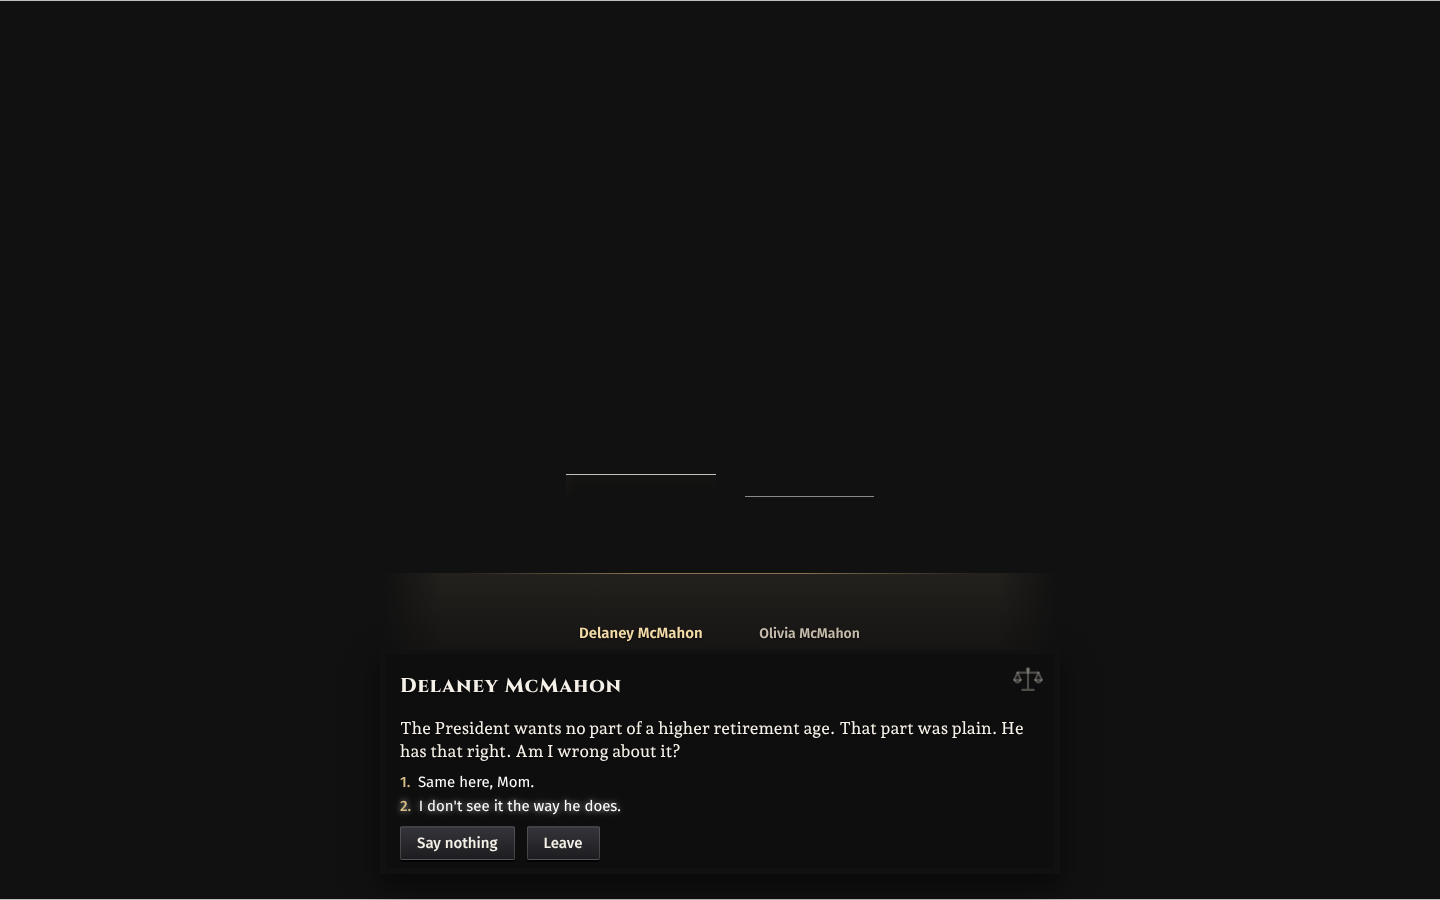 Delaney McMahon
Olivia McMahon
Delaney McMahon
The President wants no part of a higher retirement age. That part was plain. He
has that right. Am I wrong about it?
1. Same here, Mom.
2. I don't see it the way he does.
Say nothing
Leave